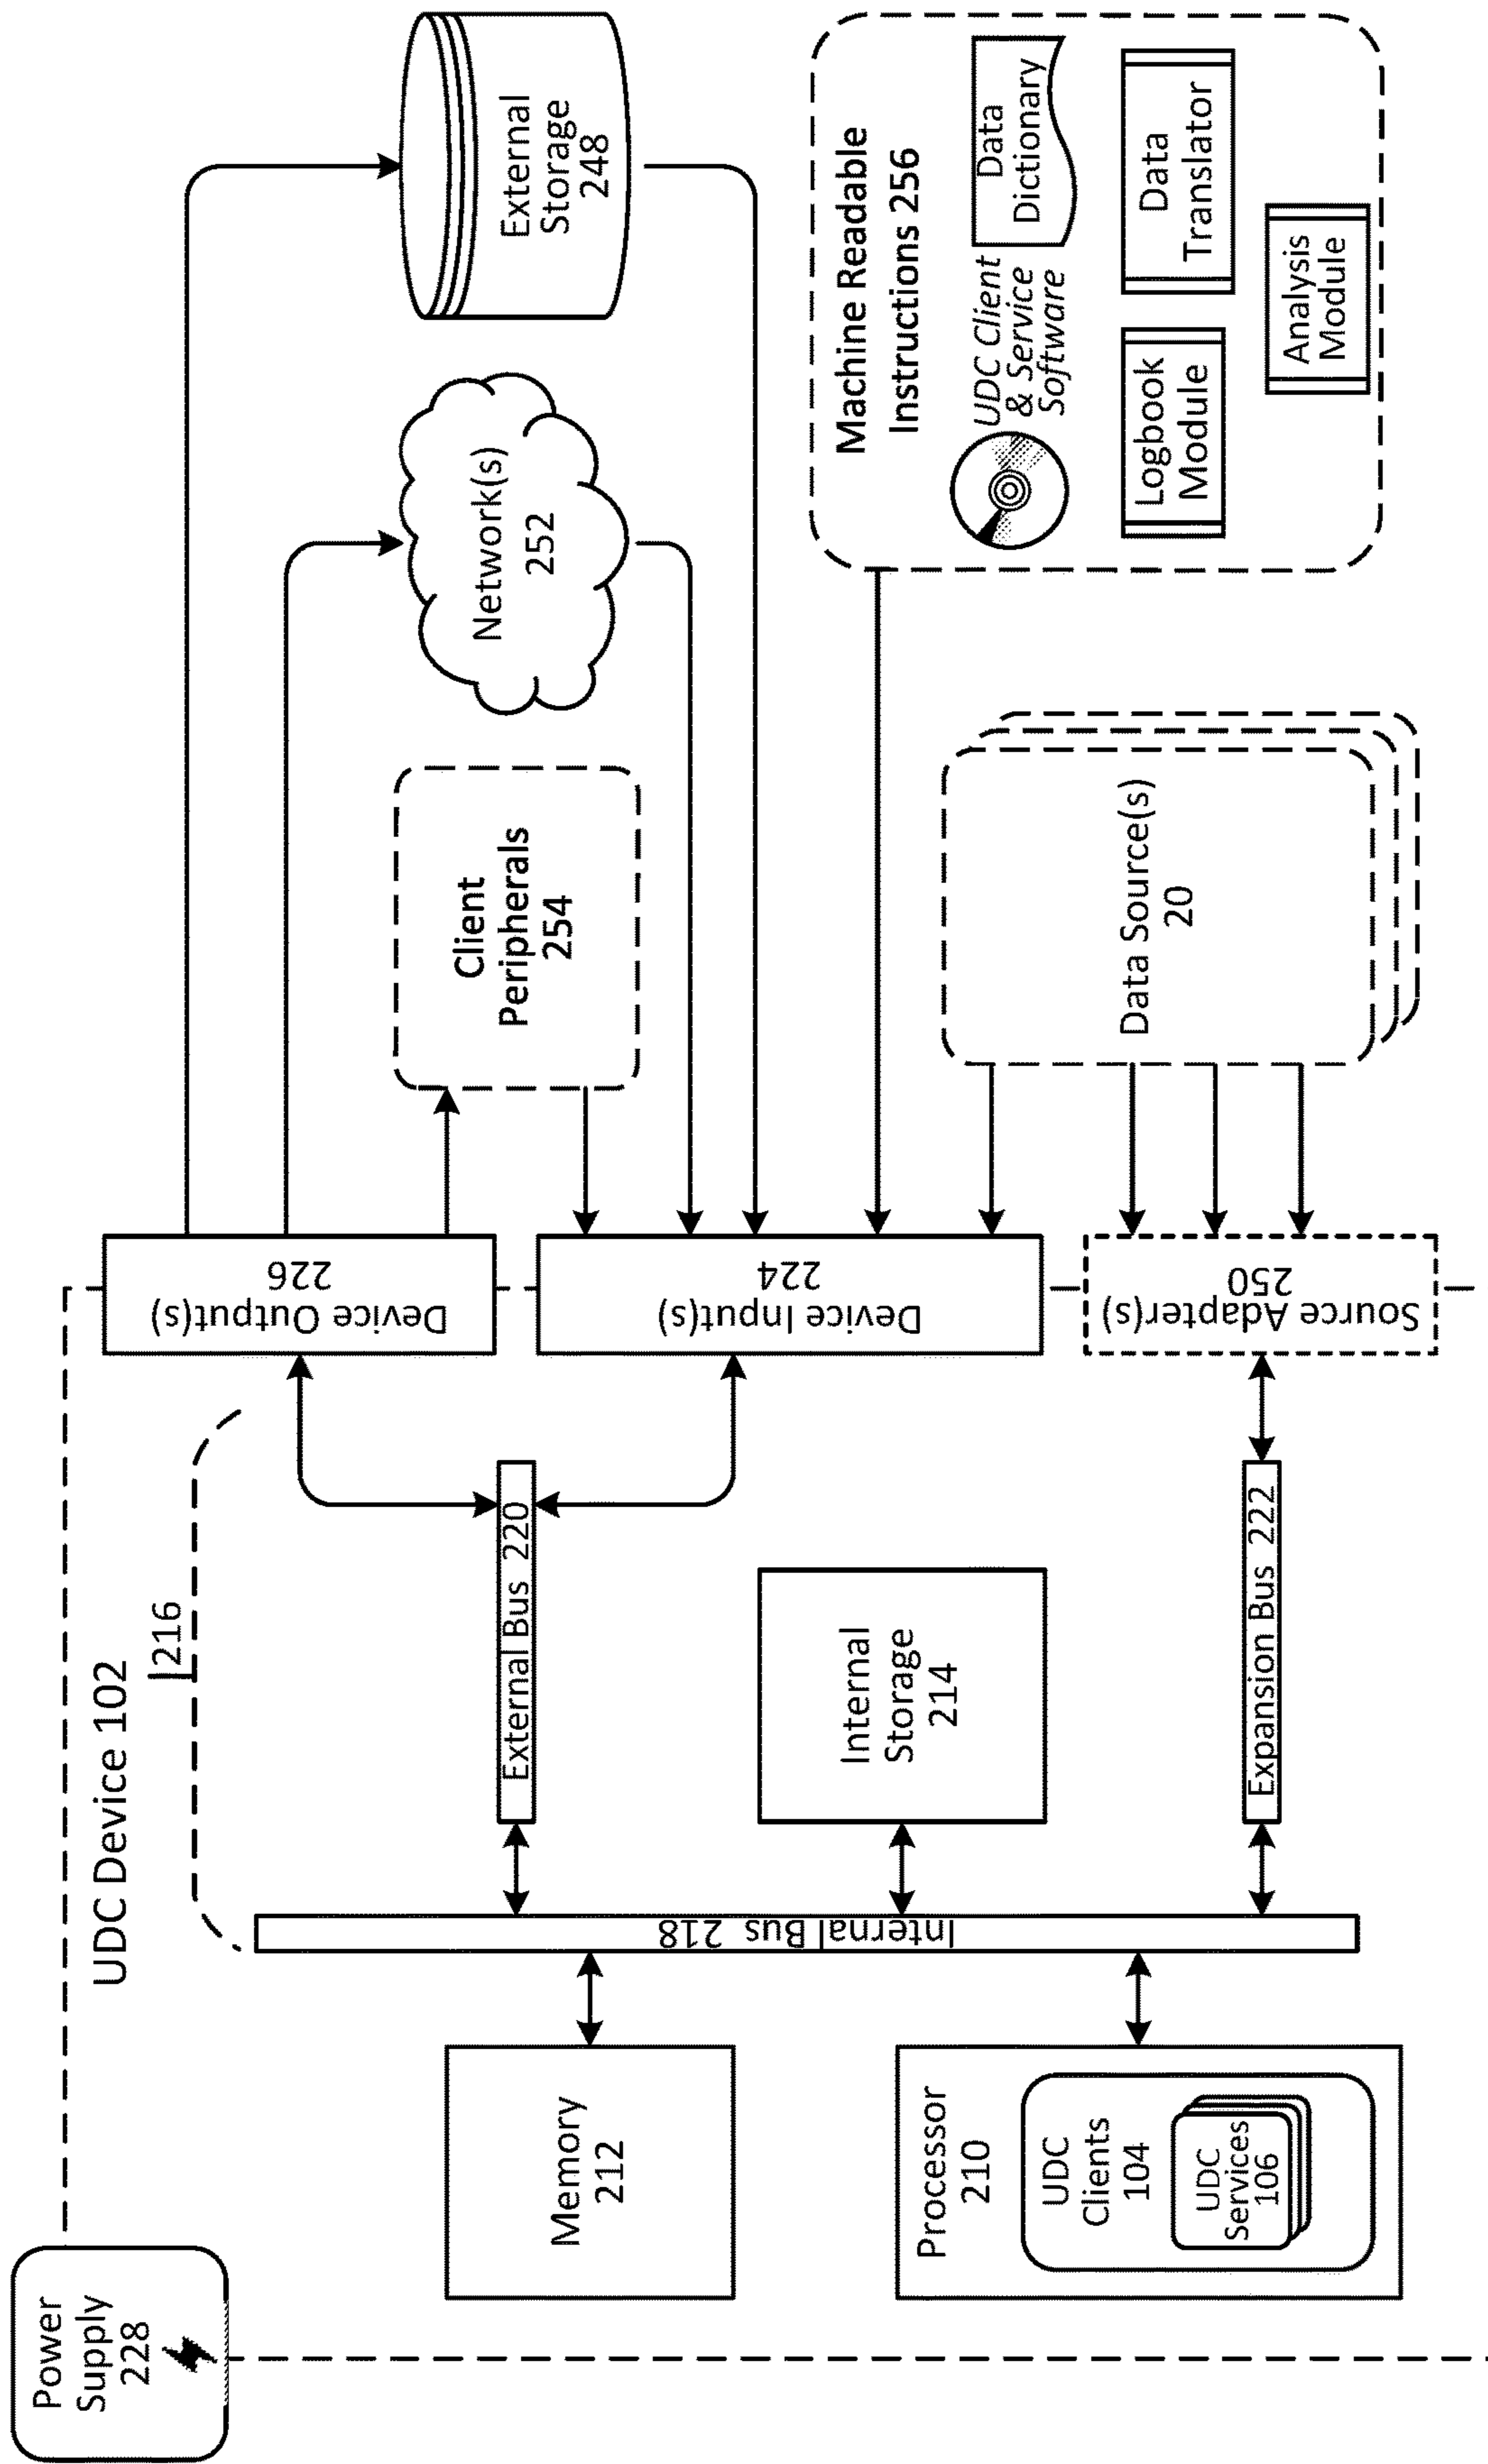 Power
Supply
228
UDC Device 102
216
Memory
212
Processor
210
UDC
Clients
104
UDC
Services
106
Internal Bus 218
External Bus 220
Internal
Storage
214
Expansion Bus 222
Device Output(s)
226
Device Input(s)
224
Source Adapter(s)
250
Client
Peripherals
254
Network(s)
252
External
Storage
248
Data Source(s)
20
Machine Readable
Instructions 256
UDC Client
& Service
Software
Data
Dictionary
Logbook
Module
Data
Translator
Analysis
Module